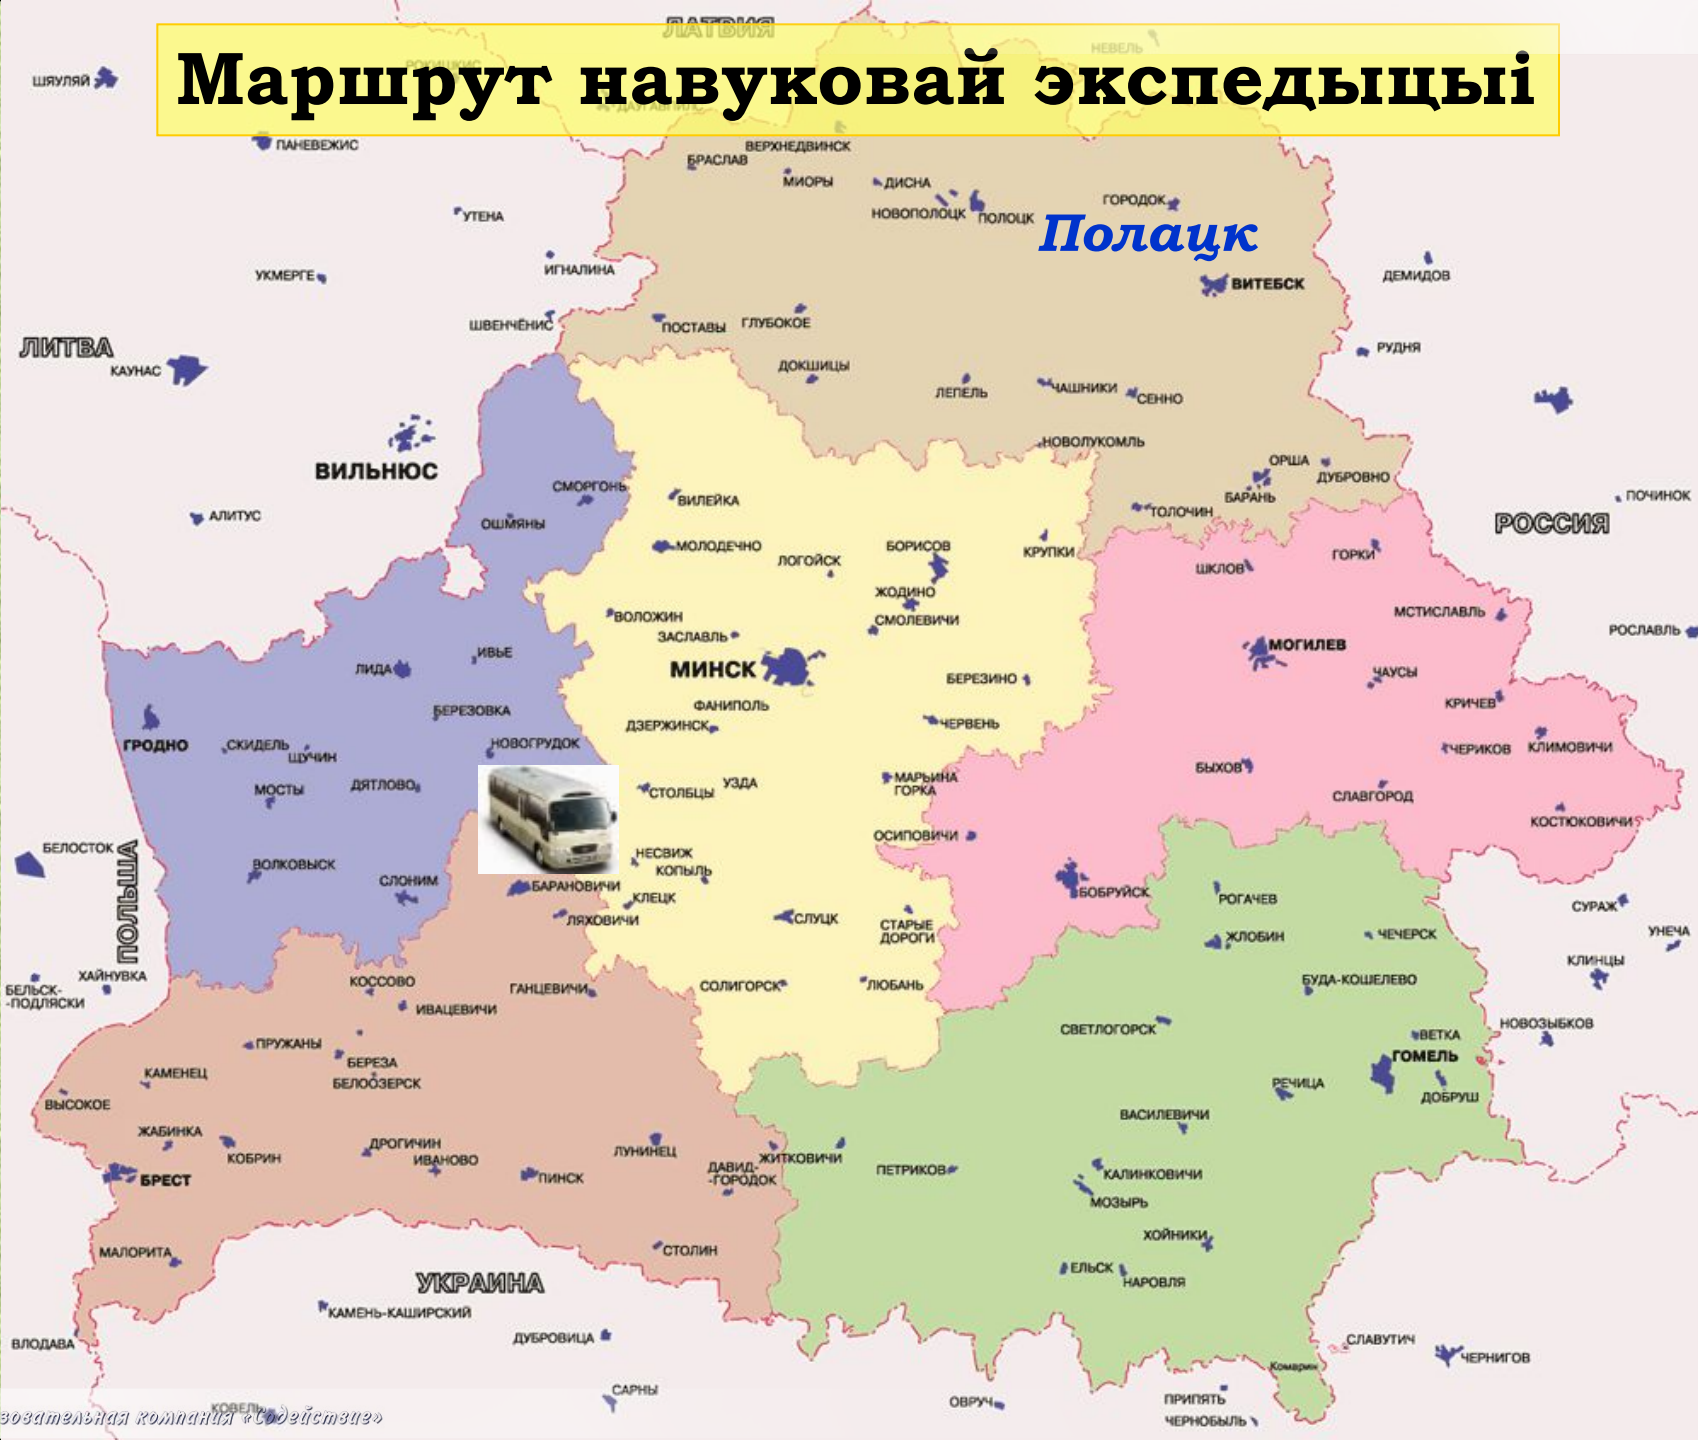 ЛАТВИЯ
Маршрут навуковай экспедыцыі
НЕВЕЛЬ
РОКИШКИС
ДАУГАВПИЛС
ШЯУЛЯЙ
ПАНЕВЕЖИС
ВЕРХНЕДВИНСК
БРАСЛАВ
МИОРЫ
ДИСНА
НОВОПОЛОЦК
ПОЛОЦК
ГОРОДОК
Полацк
УТЕНА
ИГНАЛИНА
УКМЕРГЕ
ВИТЕБСК
ДЕМИДОВ
ШВЕНЧЁНИС
ПОСТАВЫ
ГЛУБОКОЕ
ЛИТВА
КАУНАС
РУДНЯ
ДОКШИЦЫ
ЛЕПЕЛЬ
ЧАШНИКИ
СЕННО
НОВОЛУКОМЛЬ
ВИЛЬНЮС
ОРША
ДУБРОВНО
БАРАНЬ
ТОЛОЧИН
СМОРГОНЬ
ВИЛЕЙКА
ПОЧИНОК
АЛИТУС
ОШМЯНЫ
РОССИЯ
МОЛОДЕЧНО
ЛОГОЙСК
БОРИСОВ
КРУПКИ
ГОРКИ
ШКЛОВ
ЖОДИНО
СМОЛЕВИЧИ
МСТИСЛАВЛЬ
ВОЛОЖИН
ЗАСЛАВЛЬ
РОСЛАВЛЬ
МИНСК
МОГИЛЕВ
ЛИДА
ИВЬЕ
БЕРЕЗИНО
ЧАУСЫ
ФАНИПОЛЬ
КРИЧЕВ
БЕРЕЗОВКА
ДЗЕРЖИНСК
ЧЕРВЕНЬ
ГРОДНО
СКИДЕЛЬ
ЩУЧИН
НОВОГРУДОК
ЧЕРИКОВ
КЛИМОВИЧИ
БЫХОВ
МОСТЫ
ДЯТЛОВО
СТОЛБЦЫ
УЗДА
МАРЬИНА
ГОРКА
СЛАВГОРОД
КОСТЮКОВИЧИ
ОСИПОВИЧИ
БЕЛОСТОК
ПОЛЬША
ВОЛКОВЫСК
СЛОНИМ
НЕСВИЖ
КОПЫЛЬ
БАРАНОВИЧИ
КЛЕЦК
ЛЯХОВИЧИ
СЛУЦК
СТАРЫЕ
ДОРОГИ
БОБРУЙСК
РОГАЧЕВ
СУРАЖ
ЖЛОБИН
ЧЕЧЕРСК
УНЕЧА
КЛИНЦЫ
ХАЙНУВКА
БЕЛЬСК-
-ПОДЛЯСКИ
КОССОВО
ИВАЦЕВИЧИ
ГАНЦЕВИЧИ
СОЛИГОРСК
ЛЮБАНЬ
БУДА-КОШЕЛЕВО
НОВОЗЫБКОВ
СВЕТЛОГОРСК
ВЕТКА
ПРУЖАНЫ
БЕРЕЗА
БЕЛООЗЕРСК
ГОМЕЛЬ
КАМЕНЕЦ
РЕЧИЦА
ДОБРУШ
ВЫСОКОЕ
ВАСИЛЕВИЧИ
ЖАБИНКА
КОБРИН
ДРОГИЧИН
ИВАНОВО
ЛУНИНЕЦ
ДАВИД-
-ГОРОДОК
ЖИТКОВИЧИ
ПЕТРИКОВ
КАЛИНКОВИЧИ
БРЕСТ
ПИНСК
МОЗЫРЬ
ХОЙНИКИ
МАЛОРИТА
СТОЛИН
ЕЛЬСК
НАРОВЛЯ
УКРАИНА
КАМЕНЬ-КАШИРСКИЙ
ДУБРОВИЦА
ВЛОДАВА
СЛАВУТИЧ
ЧЕРНИГОВ
Комарин
САРНЫ
ОВРУЧ
ПРИПЯТЬ
ЧЕРНОБЫЛЬ
КОВЕЛЬ
зовательная компания «Содействие»